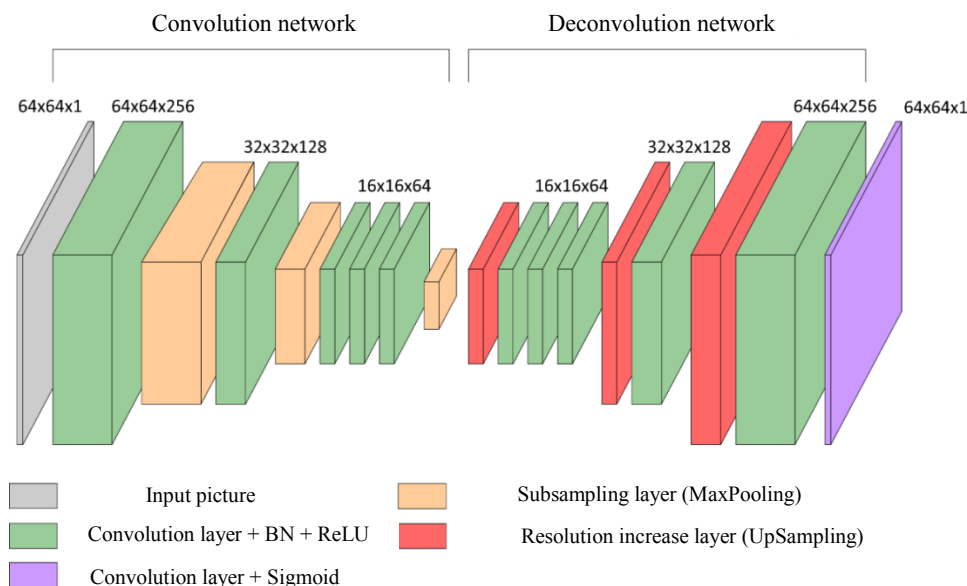 Convolution network
Deconvolution network
64x64x1
64x64x256
32x32x128
16x16x64
16x16x64
32x32x128
64x64x256
64x64x1
Input picture
Subsampling layer (MaxPooling)
Convolution layer + BN + ReLU
Resolution increase layer (UpSampling)
Convolution layer + Sigmoid